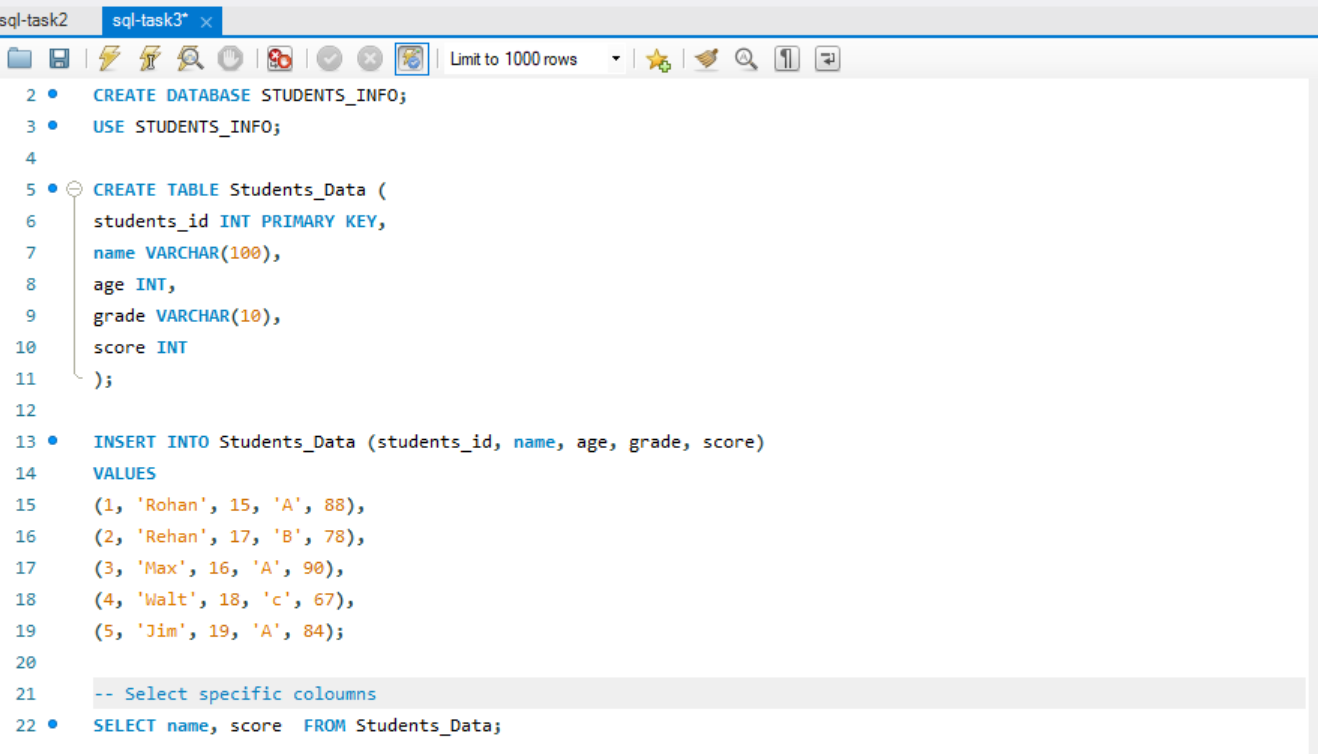 sql-task2 sql-task3*
Limit to 1000 rows
2 CREATE DATABASE STUDENTS_INFO;
3 USE STUDENTS_INFO;
4
5 CREATE TABLE Students_Data (
6 students_id INT PRIMARY KEY,
7 name VARCHAR(100),
8 age INT,
9 grade VARCHAR(10),
10 score INT
11 );
12
13 INSERT INTO Students_Data (students_id, name, age, grade, score)
14 VALUES
15 (1, 'Rohan', 15, 'A', 88),
16 (2, 'Rehan', 17, 'B', 78),
17 (3, 'Max', 16, 'A', 90),
18 (4, 'Walt', 18, 'c', 67),
19 (5, 'Jim', 19, 'A', 84);
20
21 -- Select specific coloumns
22 SELECT name, score  FROM Students_Data;